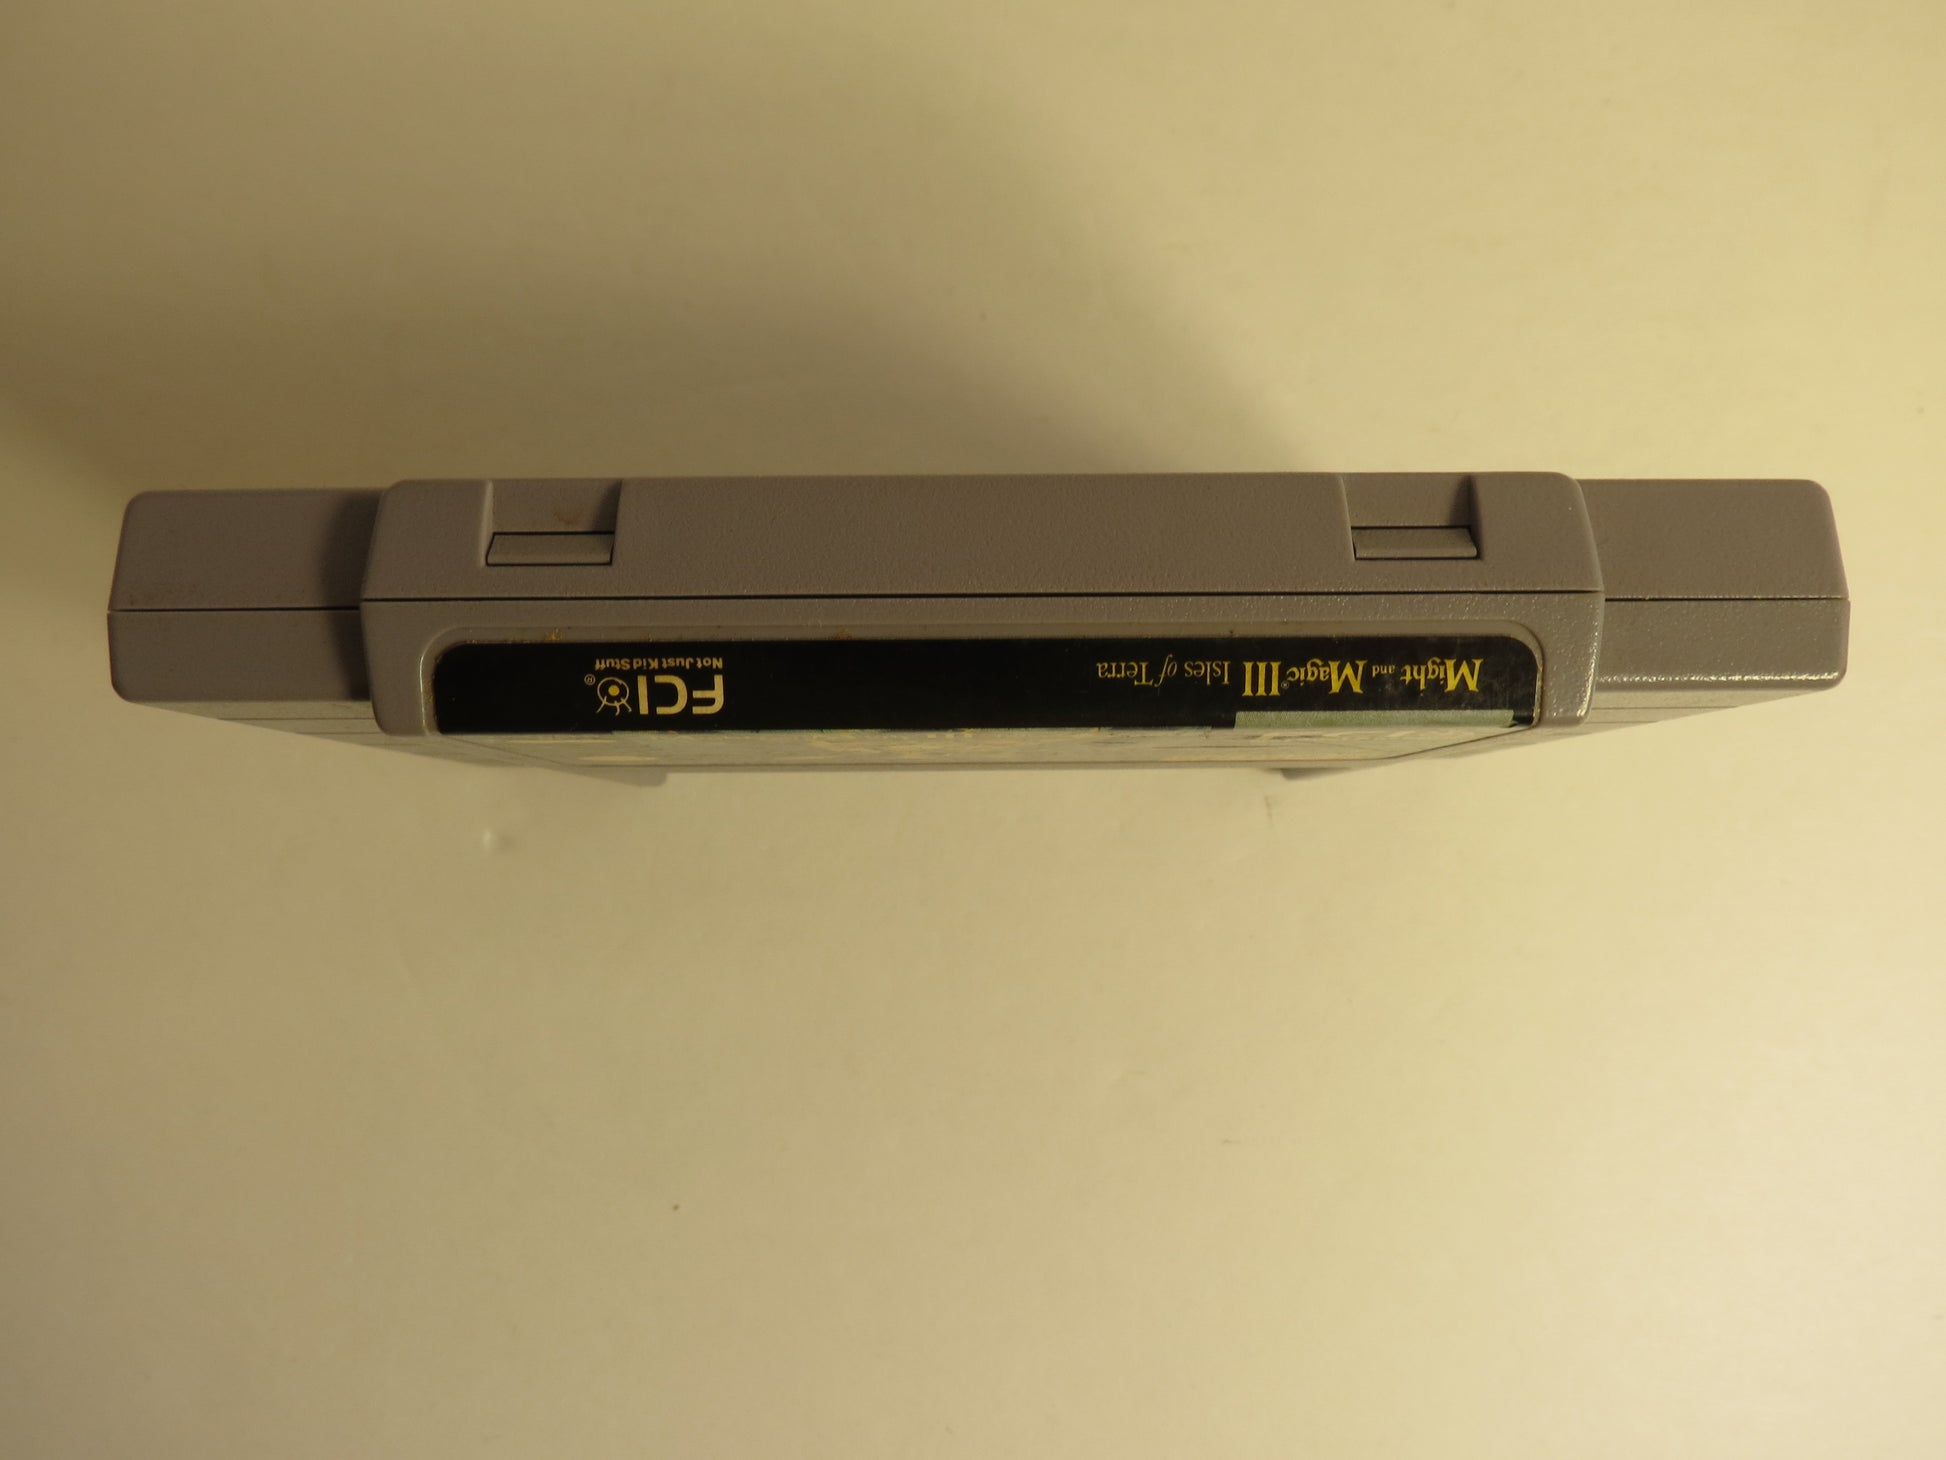 Might and Magic® III Isles of Terra
FCI®
Not Just Kid Stuff